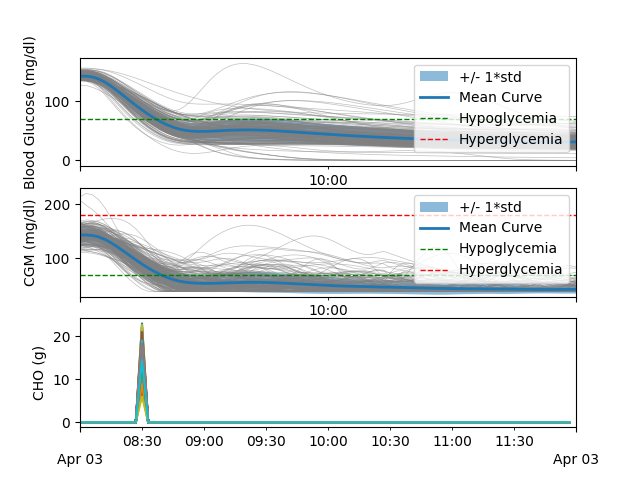 Blood Glucose (mg/dl)
100
0
+/- 1*std
Mean Curve
Hypoglycemia
Hyperglycemia
10:00
CGM (mg/dl)
200
100
+/- 1*std
Mean Curve
Hypoglycemia
Hyperglycemia
10:00
CHO (g)
20
10
0
08:30 09:00 09:30 10:00 10:30 11:00 11:30
Apr 03 Apr 03